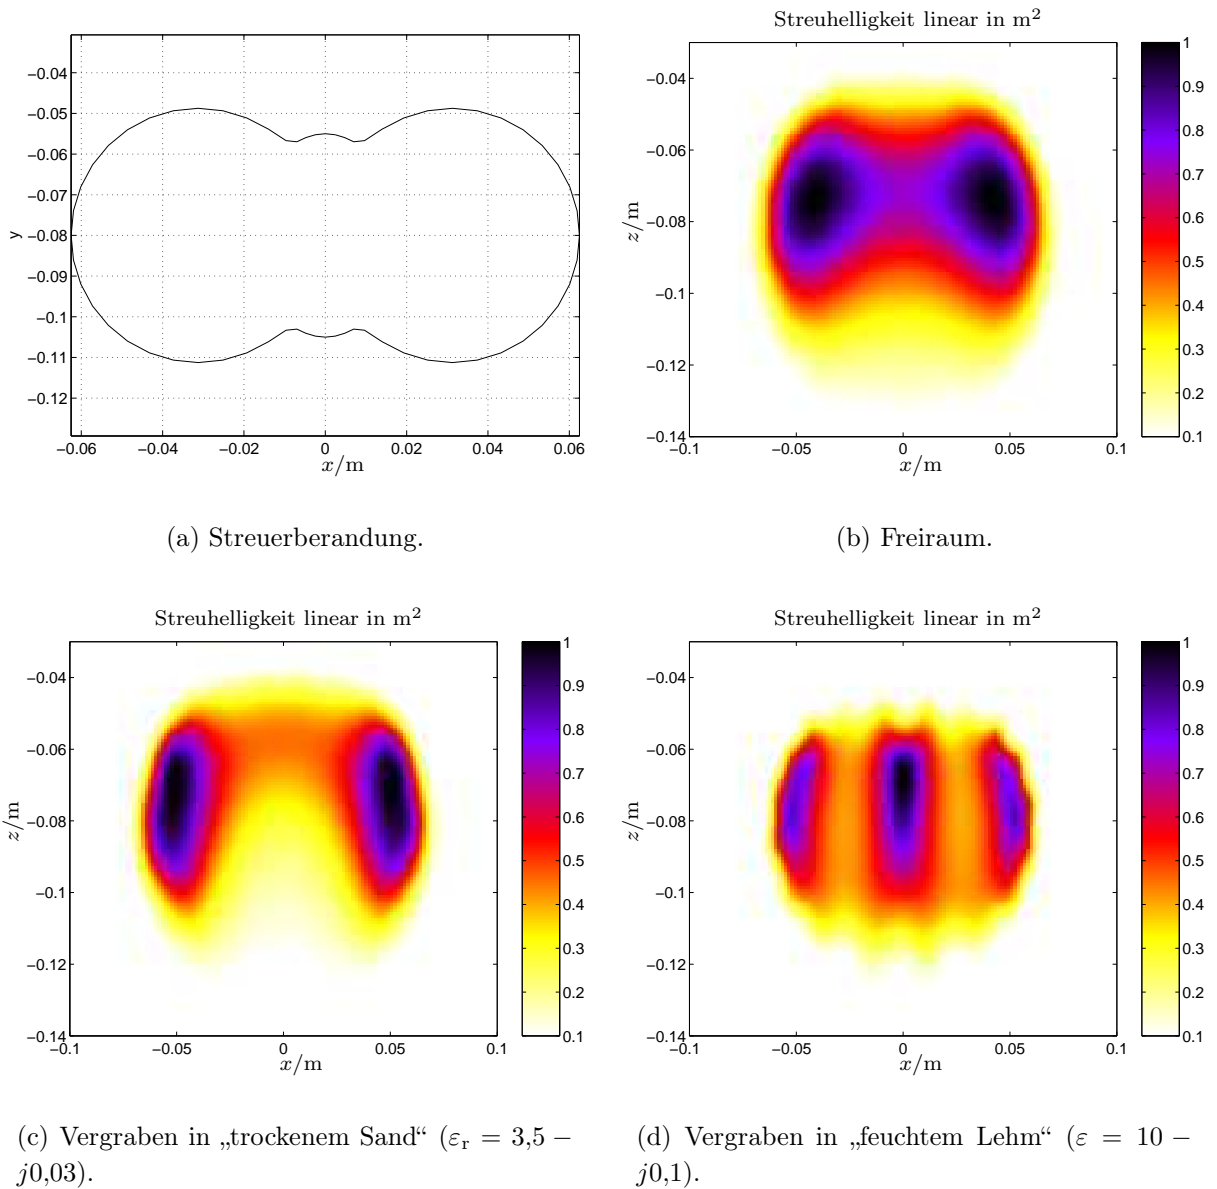 Streuhelligkeit linear in m²
−0.04
−0.05
−0.06
−0.07
−0.08
−0.09
−0.1
−0.11
−0.12
y
−0.06 −0.04 −0.02 0 0.02 0.04 0.06
x/m
−0.04
−0.06
−0.08
−0.1
−0.12
−0.14
z/m
−0.1 −0.05 0 0.05 0.1
x/m
1
0.9
0.8
0.7
0.6
0.5
0.4
0.3
0.2
0.1
(a) Streuerberandung.
(b) Freiraum.
Streuhelligkeit linear in m²
−0.04
−0.06
−0.08
−0.1
−0.12
−0.14
z/m
−0.1 −0.05 0 0.05 0.1
x/m
1
0.9
0.8
0.7
0.6
0.5
0.4
0.3
0.2
0.1
Streuhelligkeit linear in m²
−0.04
−0.06
−0.08
−0.1
−0.12
−0.14
z/m
−0.1 −0.05 0 0.05 0.1
x/m
1
0.9
0.8
0.7
0.6
0.5
0.4
0.3
0.2
0.1
(c) Vergraben in „trockenem Sand“ (εr = 3,5 −
j0,03).
(d) Vergraben in „feuchtem Lehm“ (ε = 10 −
j0,1).